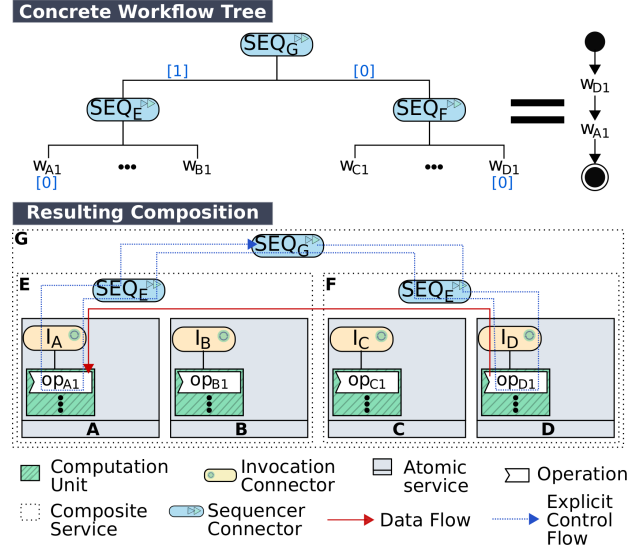 Concrete Workflow Tree
SEQG
[1] [0]
SEQE SEQF
wA1 ••• wB1 wC1 ••• wD1
[0] [0]
wD1
wA1
Resulting Composition
G
SEQG
E SEQE F SEQE
IA IB IC ID
opA1 opB1 opC1 opD1
A B C D
Computation
Unit
Invocation
Connector
Atomic
service
Operation
Composite
Service
Sequencer
Connector
Data Flow
Explicit
Control
Flow